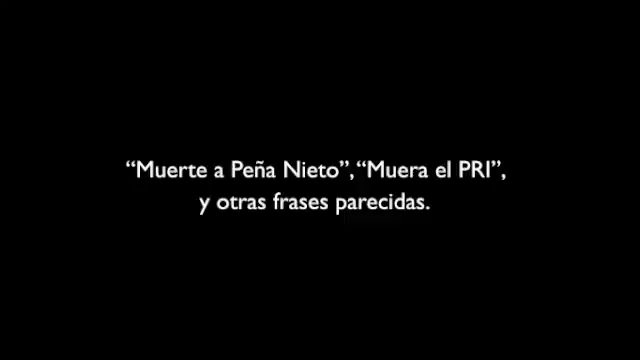 “Muerte a Peña Nieto”, “Muera el PRI”,
y otras frases parecidas.